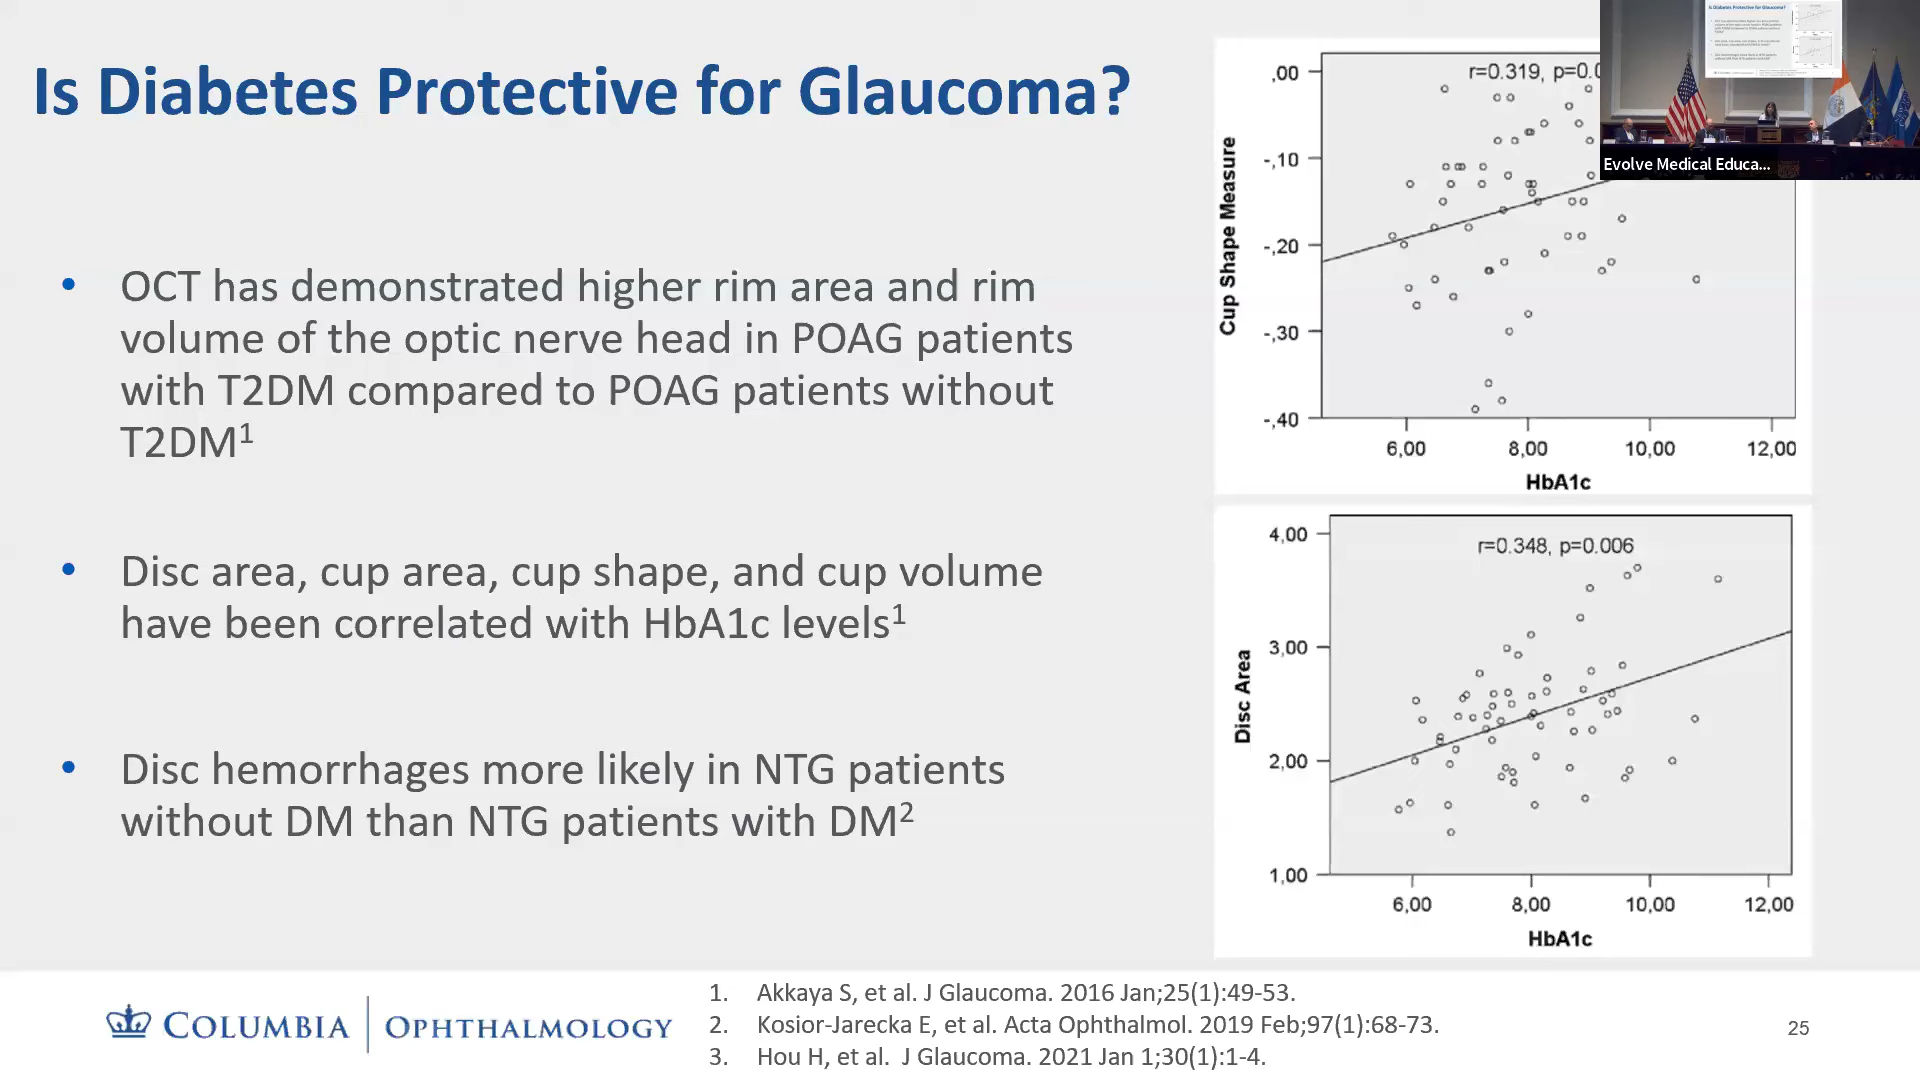 Is Diabetes Protective for Glaucoma?
• OCT has demonstrated higher rim area and rim
volume of the optic nerve head in POAG patients
with T2DM compared to POAG patients without
T2DM¹
• Disc area, cup area, cup shape, and cup volume
have been correlated with HbA1c levels¹
• Disc hemorrhages more likely in NTG patients
without DM than NTG patients with DM²
r=0.319, p=0.0
Cup Shape Measure
,00
-,10
-,20
-,30
-,40
6,00 8,00 10,00 12,00
HbA1c
r=0.348, p=0.006
Disc Area
4,00
3,00
2,00
1,00
6,00 8,00 10,00 12,00
HbA1c
Is Diabetes Protective for Glaucoma?
Evolve Medical Educa...
COLUMBIA | OPHTHALMOLOGY
1. Akkaya S, et al. J Glaucoma. 2016 Jan;25(1):49-53.
2. Kosior-Jarecka E, et al. Acta Ophthalmol. 2019 Feb;97(1):68-73.
3. Hou H, et al. J Glaucoma. 2021 Jan 1;30(1):1-4.
25